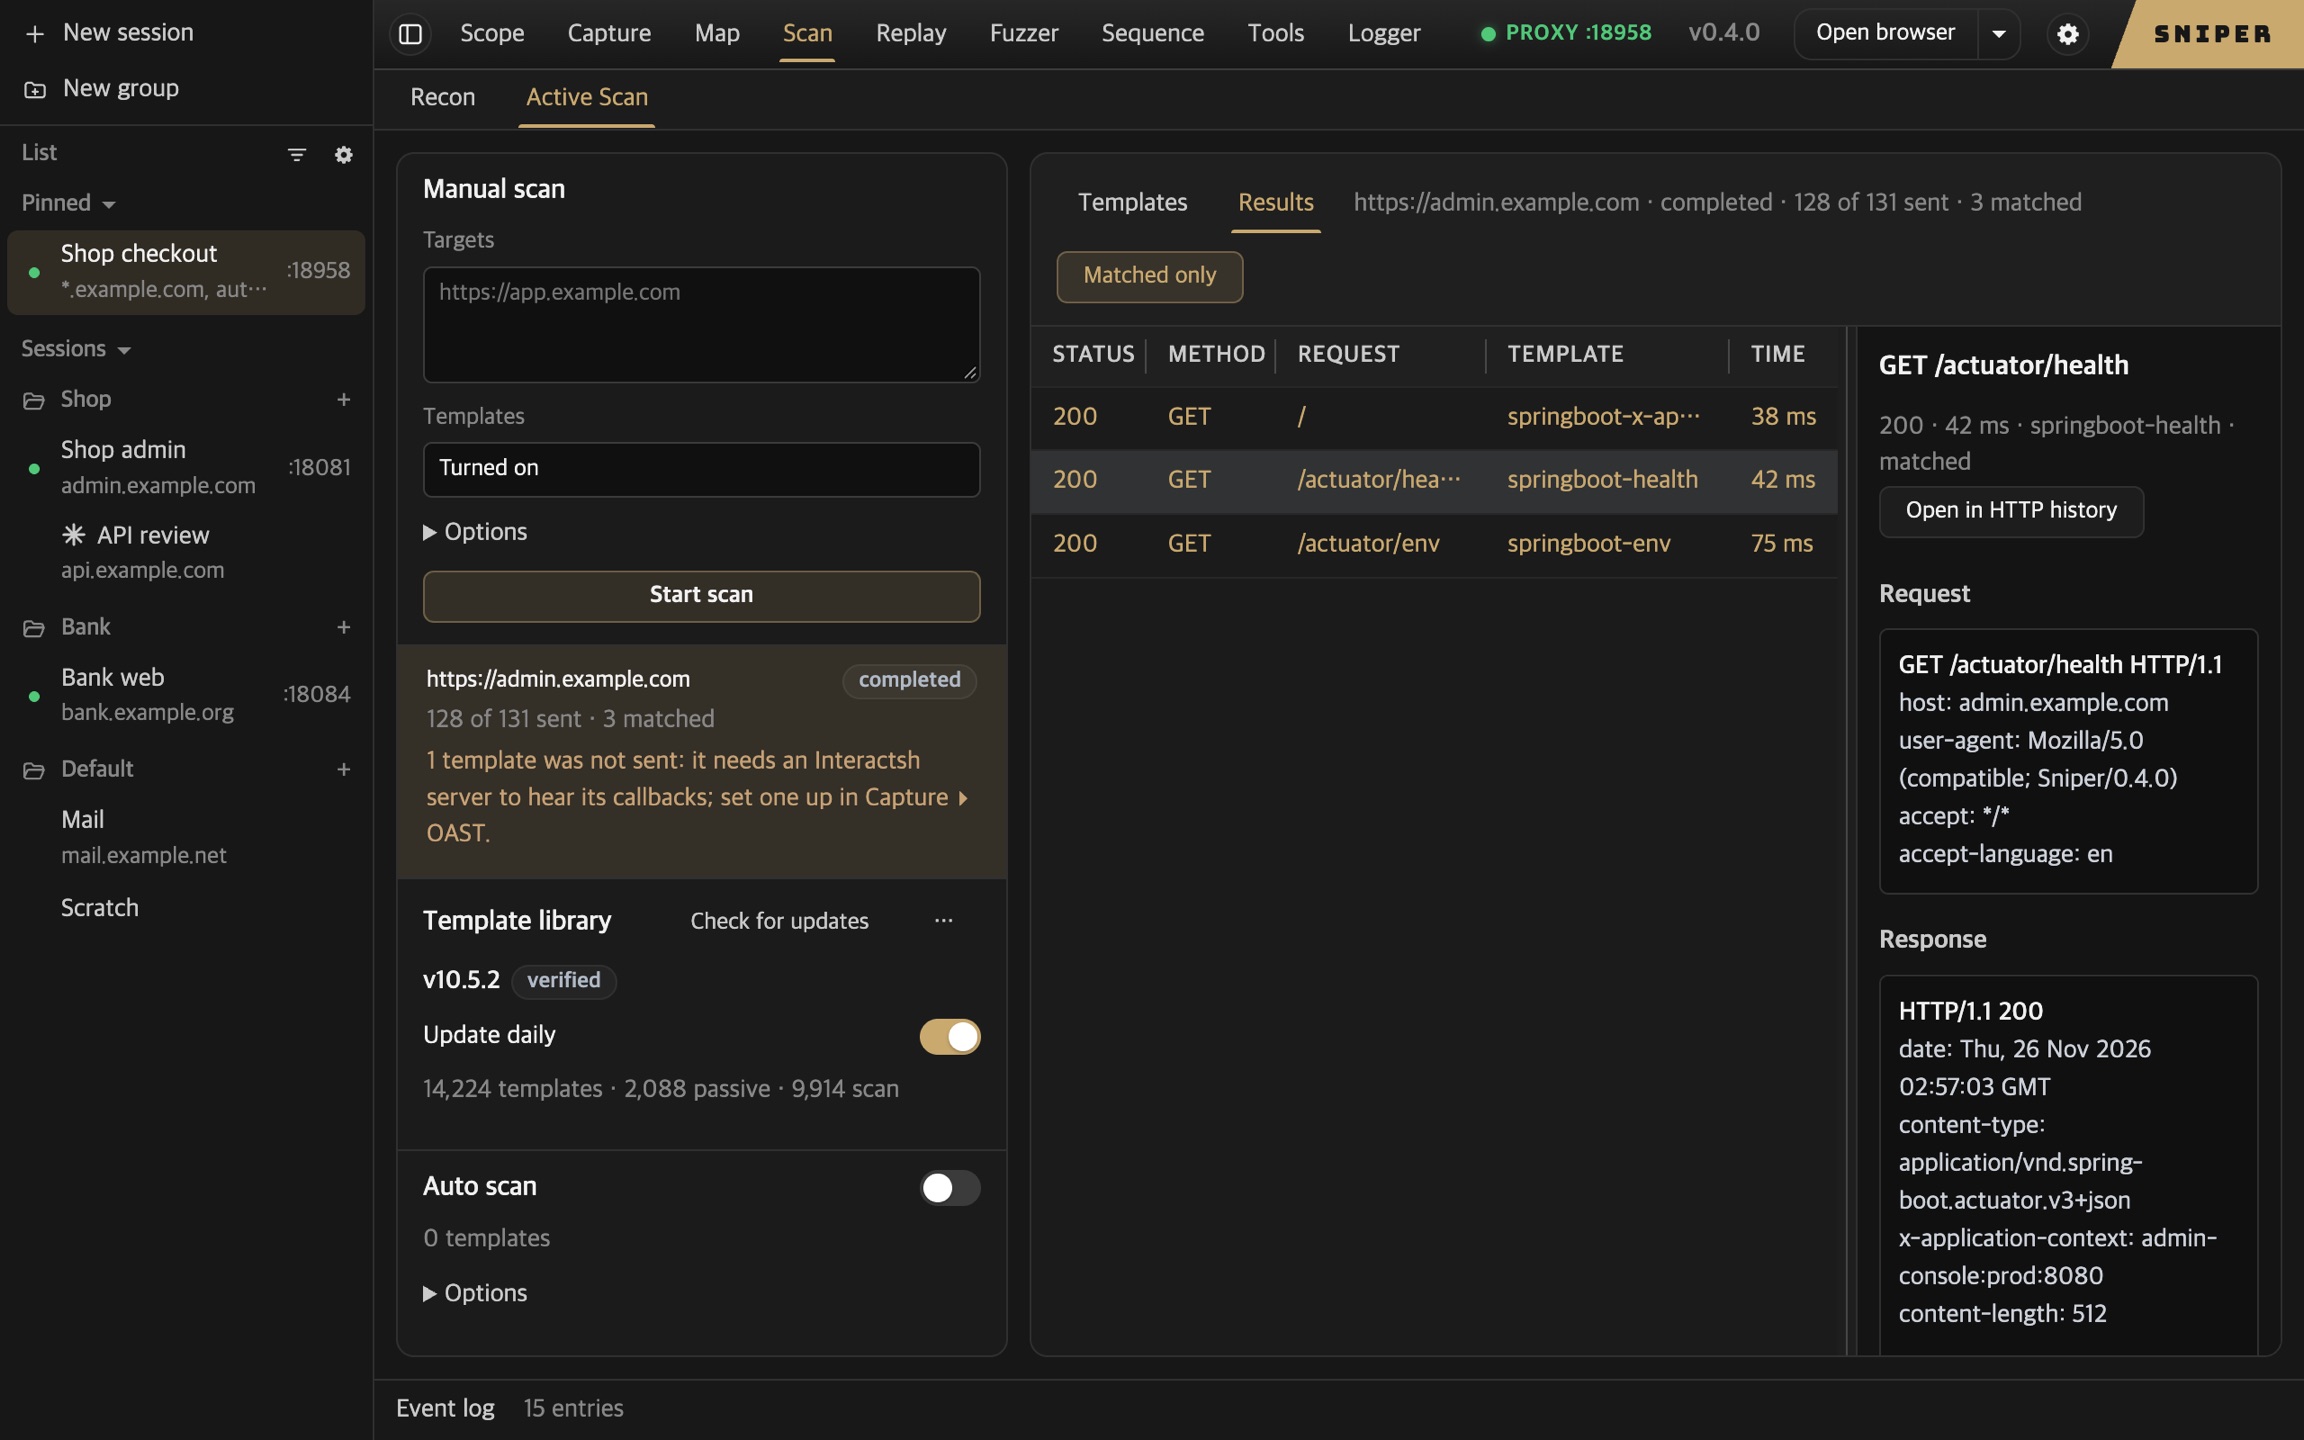 New session
New group
List
Pinned
Shop checkout
:18958
*.example.com, aut···
Sessions
Shop
Shop admin
:18081
admin.example.com
API review
api.example.com
Bank
Bank web
:18084
bank.example.org
Default
Mail
mail.example.net
Scratch
Scope Capture Map Scan Replay Fuzzer Sequence Tools Logger
PROXY :18958
v0.4.0
Open browser
SNIPER
Recon Active Scan
Manual scan
Targets
https://app.example.com
Templates
Turned on
Options
Start scan
https://admin.example.com
completed
128 of 131 sent · 3 matched
1 template was not sent: it needs an Interactsh
server to hear its callbacks; set one up in Capture ▸
OAST.
Template library
Check for updates
···
v10.5.2 verified
Update daily
14,224 templates · 2,088 passive · 9,914 scan
Auto scan
0 templates
Options
Templates Results https://admin.example.com · completed · 128 of 131 sent · 3 matched
Matched only
STATUS METHOD REQUEST TEMPLATE TIME
200 GET / springboot-x-ap··· 38 ms
200 GET /actuator/hea··· springboot-health 42 ms
200 GET /actuator/env springboot-env 75 ms
GET /actuator/health
200 · 42 ms · springboot-health ·
matched
Open in HTTP history
Request
GET /actuator/health HTTP/1.1
host: admin.example.com
user-agent: Mozilla/5.0
(compatible; Sniper/0.4.0)
accept: */*
accept-language: en
Response
HTTP/1.1 200
date: Thu, 26 Nov 2026
02:57:03 GMT
content-type:
application/vnd.spring-
boot.actuator.v3+json
x-application-context: admin-
console:prod:8080
content-length: 512
Event log 15 entries